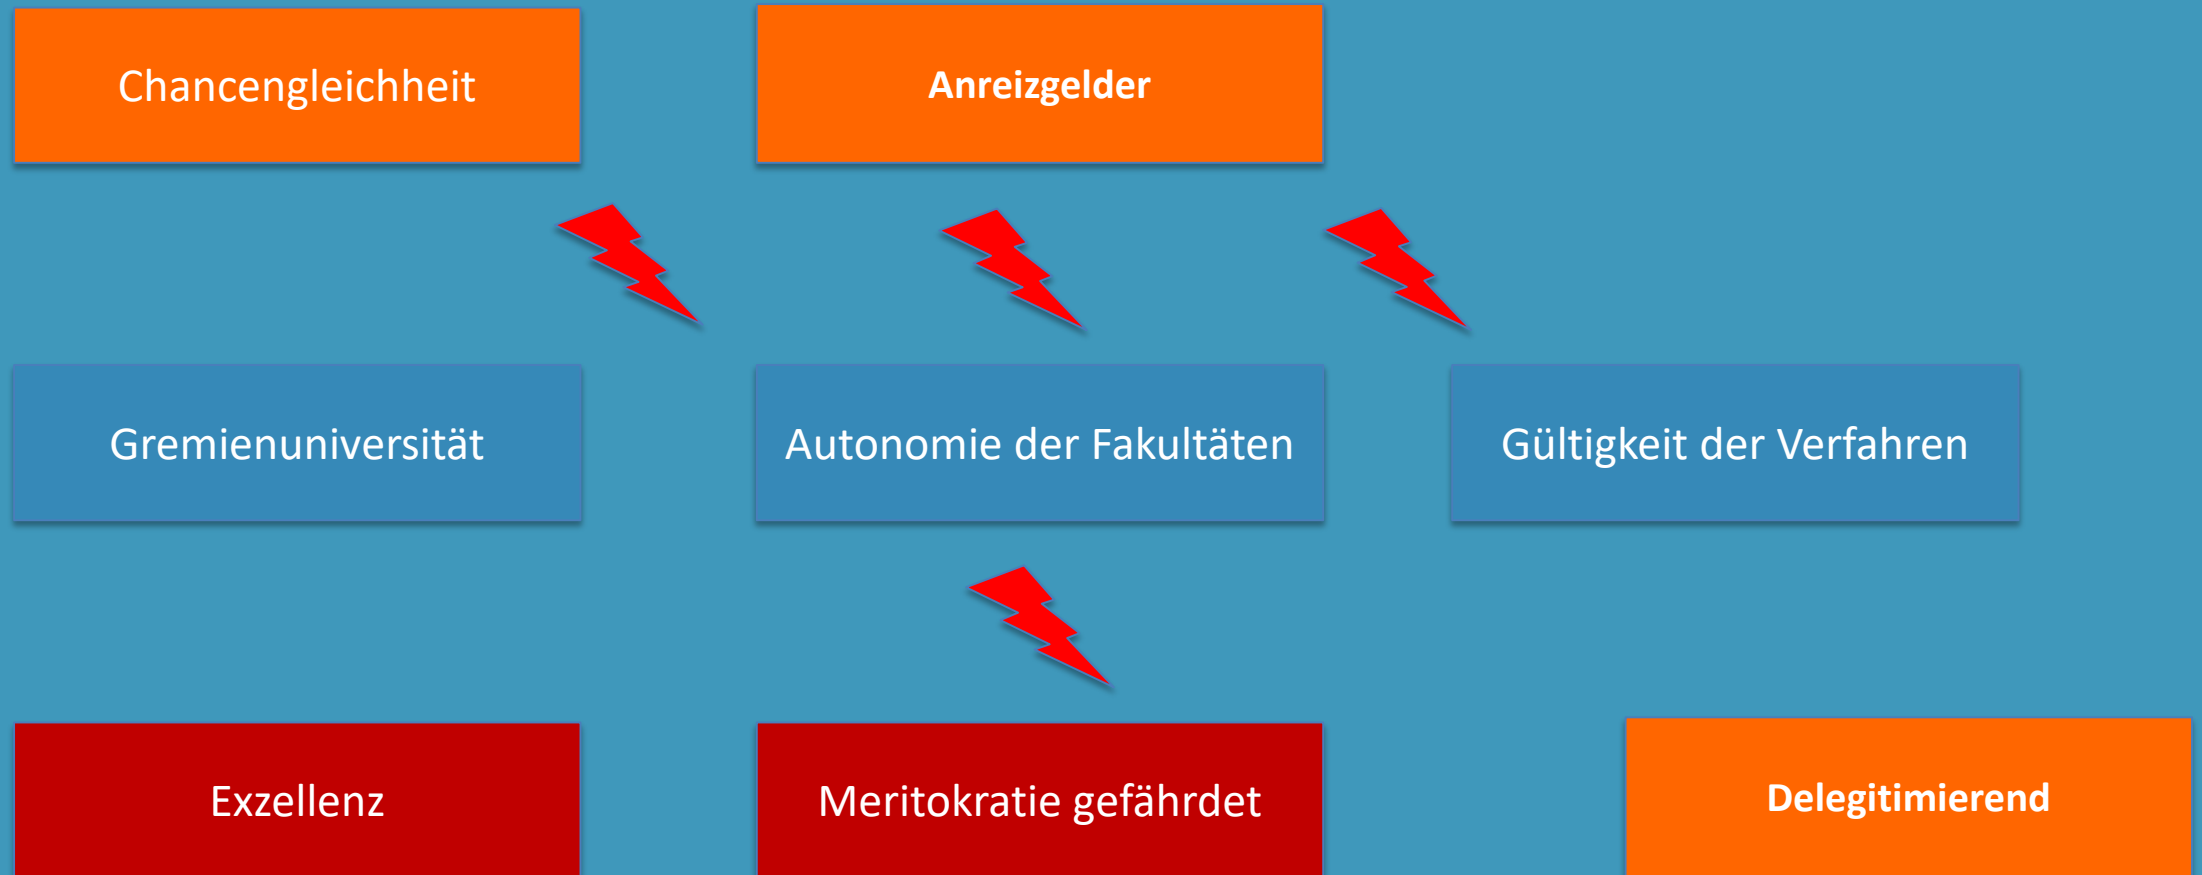 Chancengleichheit
Anreizgelder
Gremienuniversität
Autonomie der Fakultäten
Gültigkeit der Verfahren
Exzellenz
Meritokratie gefährdet
Delegitimierend